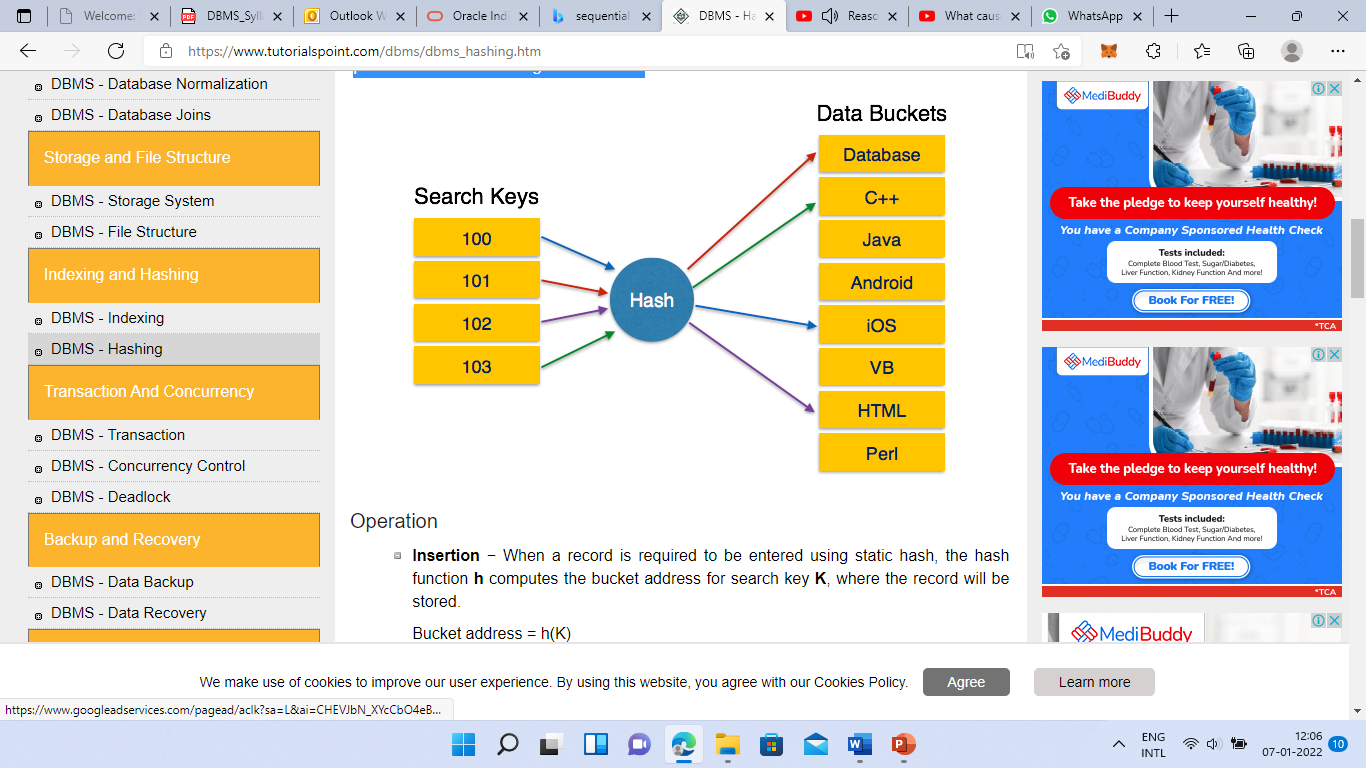 Welcome:
DBMS_Sylla
Outlook W
Oracle Indi
sequential
DBMS - Ha
Reaso
What caus
WhatsApp
https://www.tutorialspoint.com/dbms/dbms_hashing.htm
DBMS - Database Normalization
DBMS - Database Joins
Storage and File Structure
DBMS - Storage System
DBMS - File Structure
Indexing and Hashing
DBMS - Indexing
DBMS - Hashing
Transaction And Concurrency
DBMS - Transaction
DBMS - Concurrency Control
DBMS - Deadlock
Backup and Recovery
DBMS - Data Backup
DBMS - Data Recovery
Search Keys
100
101
102
103
Hash
Data Buckets
Database
C++
Java
Android
iOS
VB
HTML
Perl
Operation
Insertion − When a record is required to be entered using static hash, the hash
function h computes the bucket address for search key K, where the record will be
stored.
Bucket address = h(K)
MediBuddy
Take the pledge to keep yourself healthy!
You have a Company Sponsored Health Check
Tests included:
Complete Blood Test, Sugar/Diabetes,
Liver Function, Kidney Function And more!
Book For FREE!
*TCA
MediBuddy
Take the pledge to keep yourself healthy!
You have a Company Sponsored Health Check
Tests included:
Complete Blood Test, Sugar/Diabetes,
Liver Function, Kidney Function And more!
Book For FREE!
*TCA
MediBuddy
We make use of cookies to improve our user experience. By using this website, you agree with our Cookies Policy.
Agree
Learn more
https://www.googleadservices.com/pagead/aclk?sa=L&ai=CHEVJbN_XYcCbO4eB...
ENG
INTL
12:06
07-01-2022
10